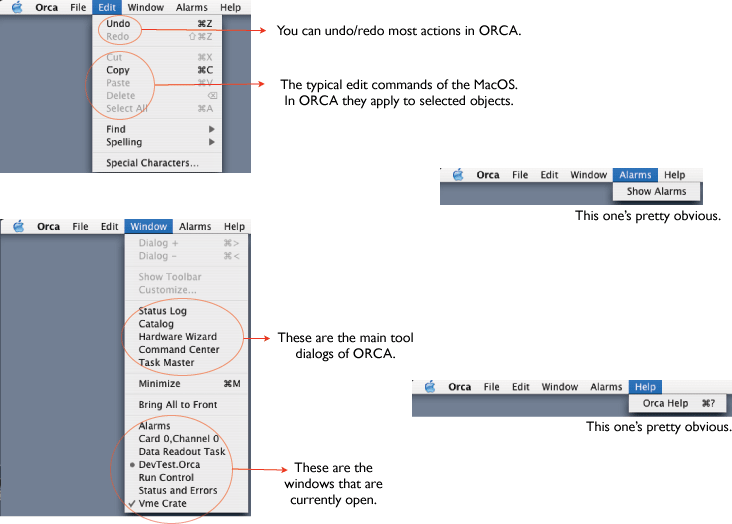 Orca File Edit Window Alarms Help
Undo ⌘Z
Redo ⇧⌘Z
Cut ⌘X
Copy ⌘C
Paste ⌘V
Delete ⌫
Select All ⌘A
Find ▶
Spelling ▶
Special Characters...
You can undo/redo most actions in ORCA.
The typical edit commands of the MacOS.
In ORCA they apply to selected objects.
Orca File Edit Window Alarms Help
Show Alarms
This one's pretty obvious.
Orca File Edit Window Alarms Help
Dialog + ⌘>
Dialog - ⌘<
Show Toolbar
Customize...
Status Log
Catalog
Hardware Wizard
Command Center
Task Master
Minimize ⌘M
Bring All to Front
Alarms
Card 0,Channel 0
Data Readout Task
DevTest.Orca
Run Control
Status and Errors
Vme Crate
These are the main tool
dialogs of ORCA.
Orca File Edit Window Alarms Help
Orca Help ⌘?
This one's pretty obvious.
These are the
windows that are
currently open.